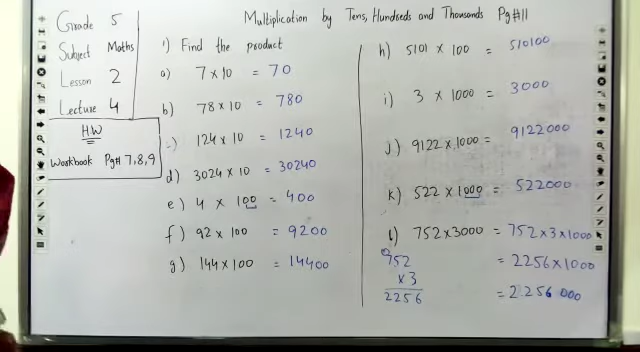 Grade 5
Subject Maths
Lesson 2
Lecture 4
HW
Workbook Pg# 7,8,9
Multiplication by Tens, Hundreds and Thousands Pg#11
1) Find the product
a) 7 × 10 = 70
b) 78 × 10 = 780
c) 124 × 10 = 1240
d) 3024 × 10 = 30240
e) 4 × 100 = 400
f) 92 × 100 = 9200
g) 144 × 100 = 14400
h) 5101 × 100 = 510100
i) 3 × 1000 = 3000
j) 9122 × 1000 = 9122000
k) 522 × 1000 = 522000
l) 752 × 3000 = 752 × 3 × 1000
= 2256 × 1000
= 2256 000
752
× 3
2256